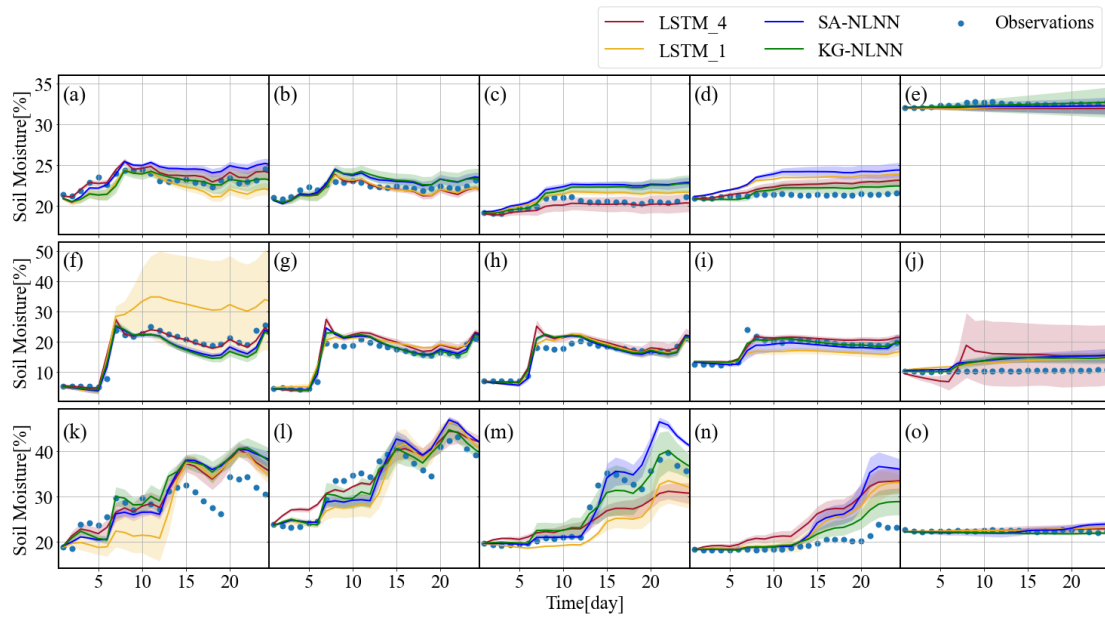 LSTM_4 SA-NLNN Observations
LSTM_1 KG-NLNN
Soil Moisture[%]
35
30
25
20
(a) (b) (c) (d) (e)
Soil Moisture[%]
50
40
30
20
10
(f) (g) (h) (i) (j)
Soil Moisture[%]
40
30
20
(k) (l) (m) (n) (o)
5 10 15 20 5 10 15 20 5 10 15 20 5 10 15 20 5 10 15 20
Time[day]